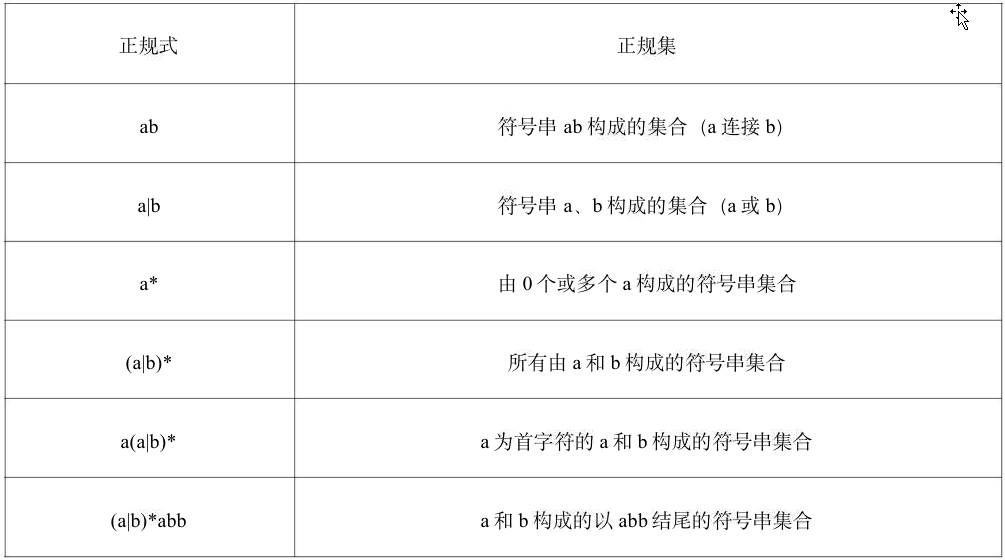 正规式 正规集
ab 符号串 ab 构成的集合（a 连接 b）
a|b 符号串 a、b 构成的集合（a 或 b）
a* 由 0 个或多个 a 构成的符号串集合
(a|b)* 所有由 a 和 b 构成的符号串集合
a(a|b)* a 为首字符的 a 和 b 构成的符号串集合
(a|b)*abb a 和 b 构成的以 abb 结尾的符号串集合